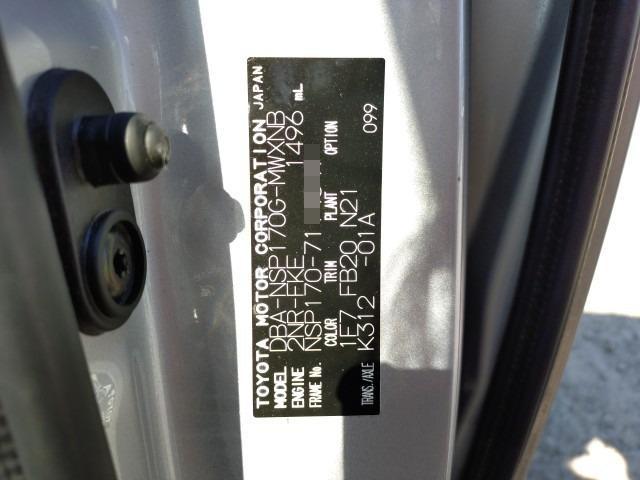 TOYOTA MOTOR CORPORATION JAPAN
MODEL DBA-NSP170G-MWXNB
ENGINE 2NR-FKE 1496 mL
FRAME No. NSP170-71
COLOR TRIM PLANT OPTION
1F7 FB20 N21 099
TRANS./AXLE K312 -01A